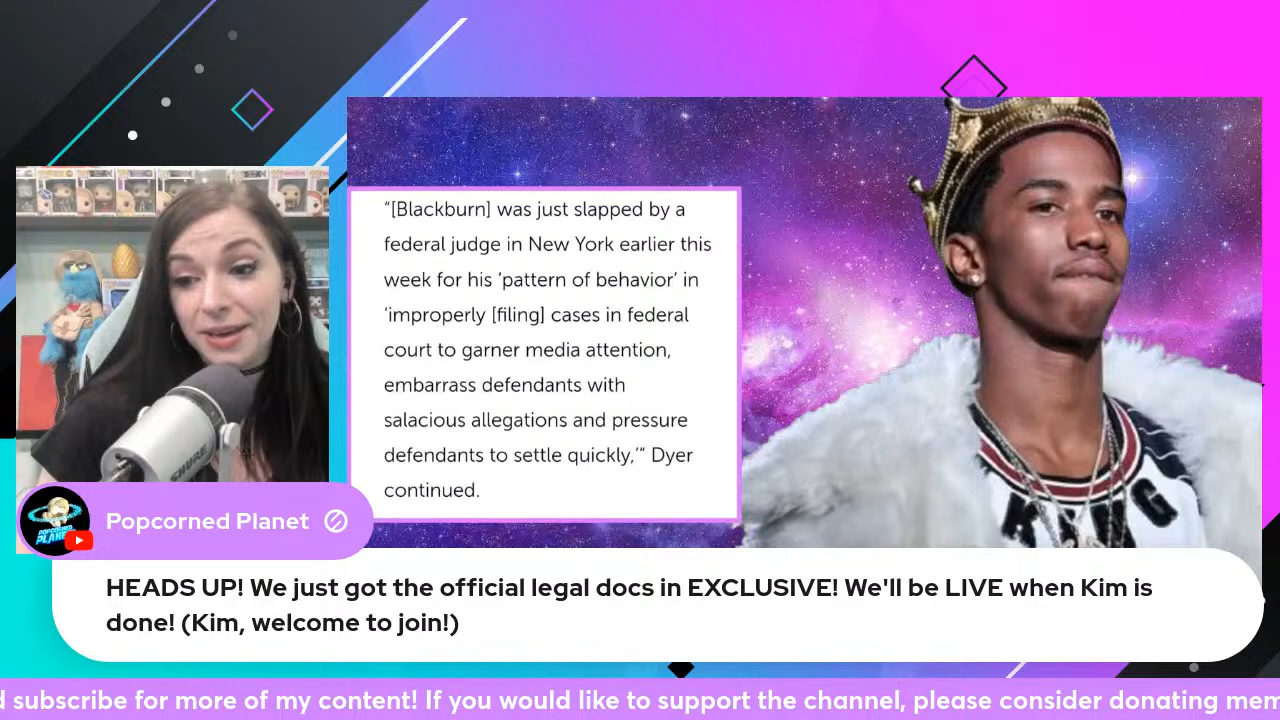 “[Blackburn] was just slapped by a
federal judge in New York earlier this
week for his ‘pattern of behavior’ in
‘improperly [filing] cases in federal
court to garner media attention,
embarrass defendants with
salacious allegations and pressure
defendants to settle quickly,’” Dyer
continued.
SHURE
KING
POPCORNED
PLANET
Popcorned Planet
HEADS UP! We just got the official legal docs in EXCLUSIVE! We'll be LIVE when Kim is
done! (Kim, welcome to join!)
subscribe for more of my content! If you would like to support the channel, please consider donating